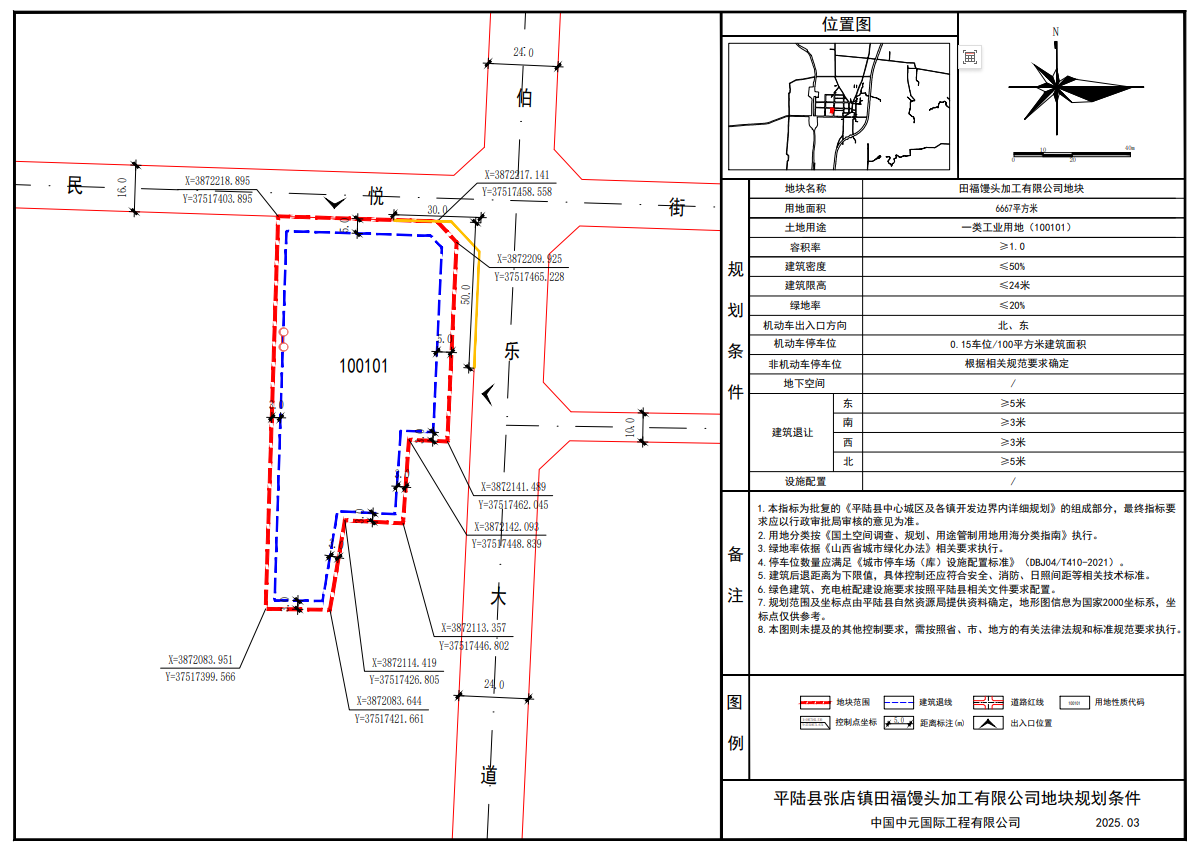 位置图
N
0
10
20
40m
24.0
伯
民
16.0
X=3872218.895
Y=37517403.895
悦
X=3872217.141
Y=37517458.558
街
30.0
5.0
X=3872209.925
Y=37517465.228
50.0
5.0
乐
100101
10.0
X=3872141.489
Y=37517462.045
X=3872142.093
Y=37517448.839
大
X=3872113.357
Y=37517446.802
X=3872083.951
Y=37517399.566
X=3872114.419
Y=37517426.805
X=3872083.644
Y=37517421.661
24.0
道
规划条件
地块名称 田福馒头加工有限公司地块
用地面积 6667平方米
土地用途 一类工业用地（100101）
容积率 ≥1.0
建筑密度 ≤50%
建筑限高 ≤24米
绿地率 ≤20%
机动车出入口方向 北、东
机动车停车位 0.15车位/100平方米建筑面积
非机动车停车位 根据相关规范要求确定
地下空间 /
建筑退让
东 ≥5米
南 ≥3米
西 ≥3米
北 ≥5米
设施配置 /
备注
1.本指标为批复的《平陆县中心城区及各镇开发边界内详细规划》的组成部分，最终指标要
求应以行政审批局审核的意见为准。
2.用地分类按《国土空间调查、规划、用途管制用地用海分类指南》执行。
3.绿地率依据《山西省城市绿化办法》相关要求执行。
4.停车位数量应满足《城市停车场（库）设施配置标准》（DBJ04/T410-2021）。
5.建筑后退距离为下限值，具体控制还应符合安全、消防、日照间距等相关技术标准。
6.绿色建筑、充电桩配建设施要求按照平陆县相关文件要求配置。
7.规划范围及坐标点由平陆县自然资源局提供资料确定，地形图信息为国家2000坐标系，坐
标点仅供参考。
8.本图则未提及的其他控制要求，需按照省、市、地方的有关法律法规和标准规范要求执行。
图例
地块范围
建筑退线
道路红线
100101
用地性质代码
控制点坐标
5.0
距离标注(m)
出入口位置
平陆县张店镇田福馒头加工有限公司地块规划条件
中国中元国际工程有限公司 2025.03